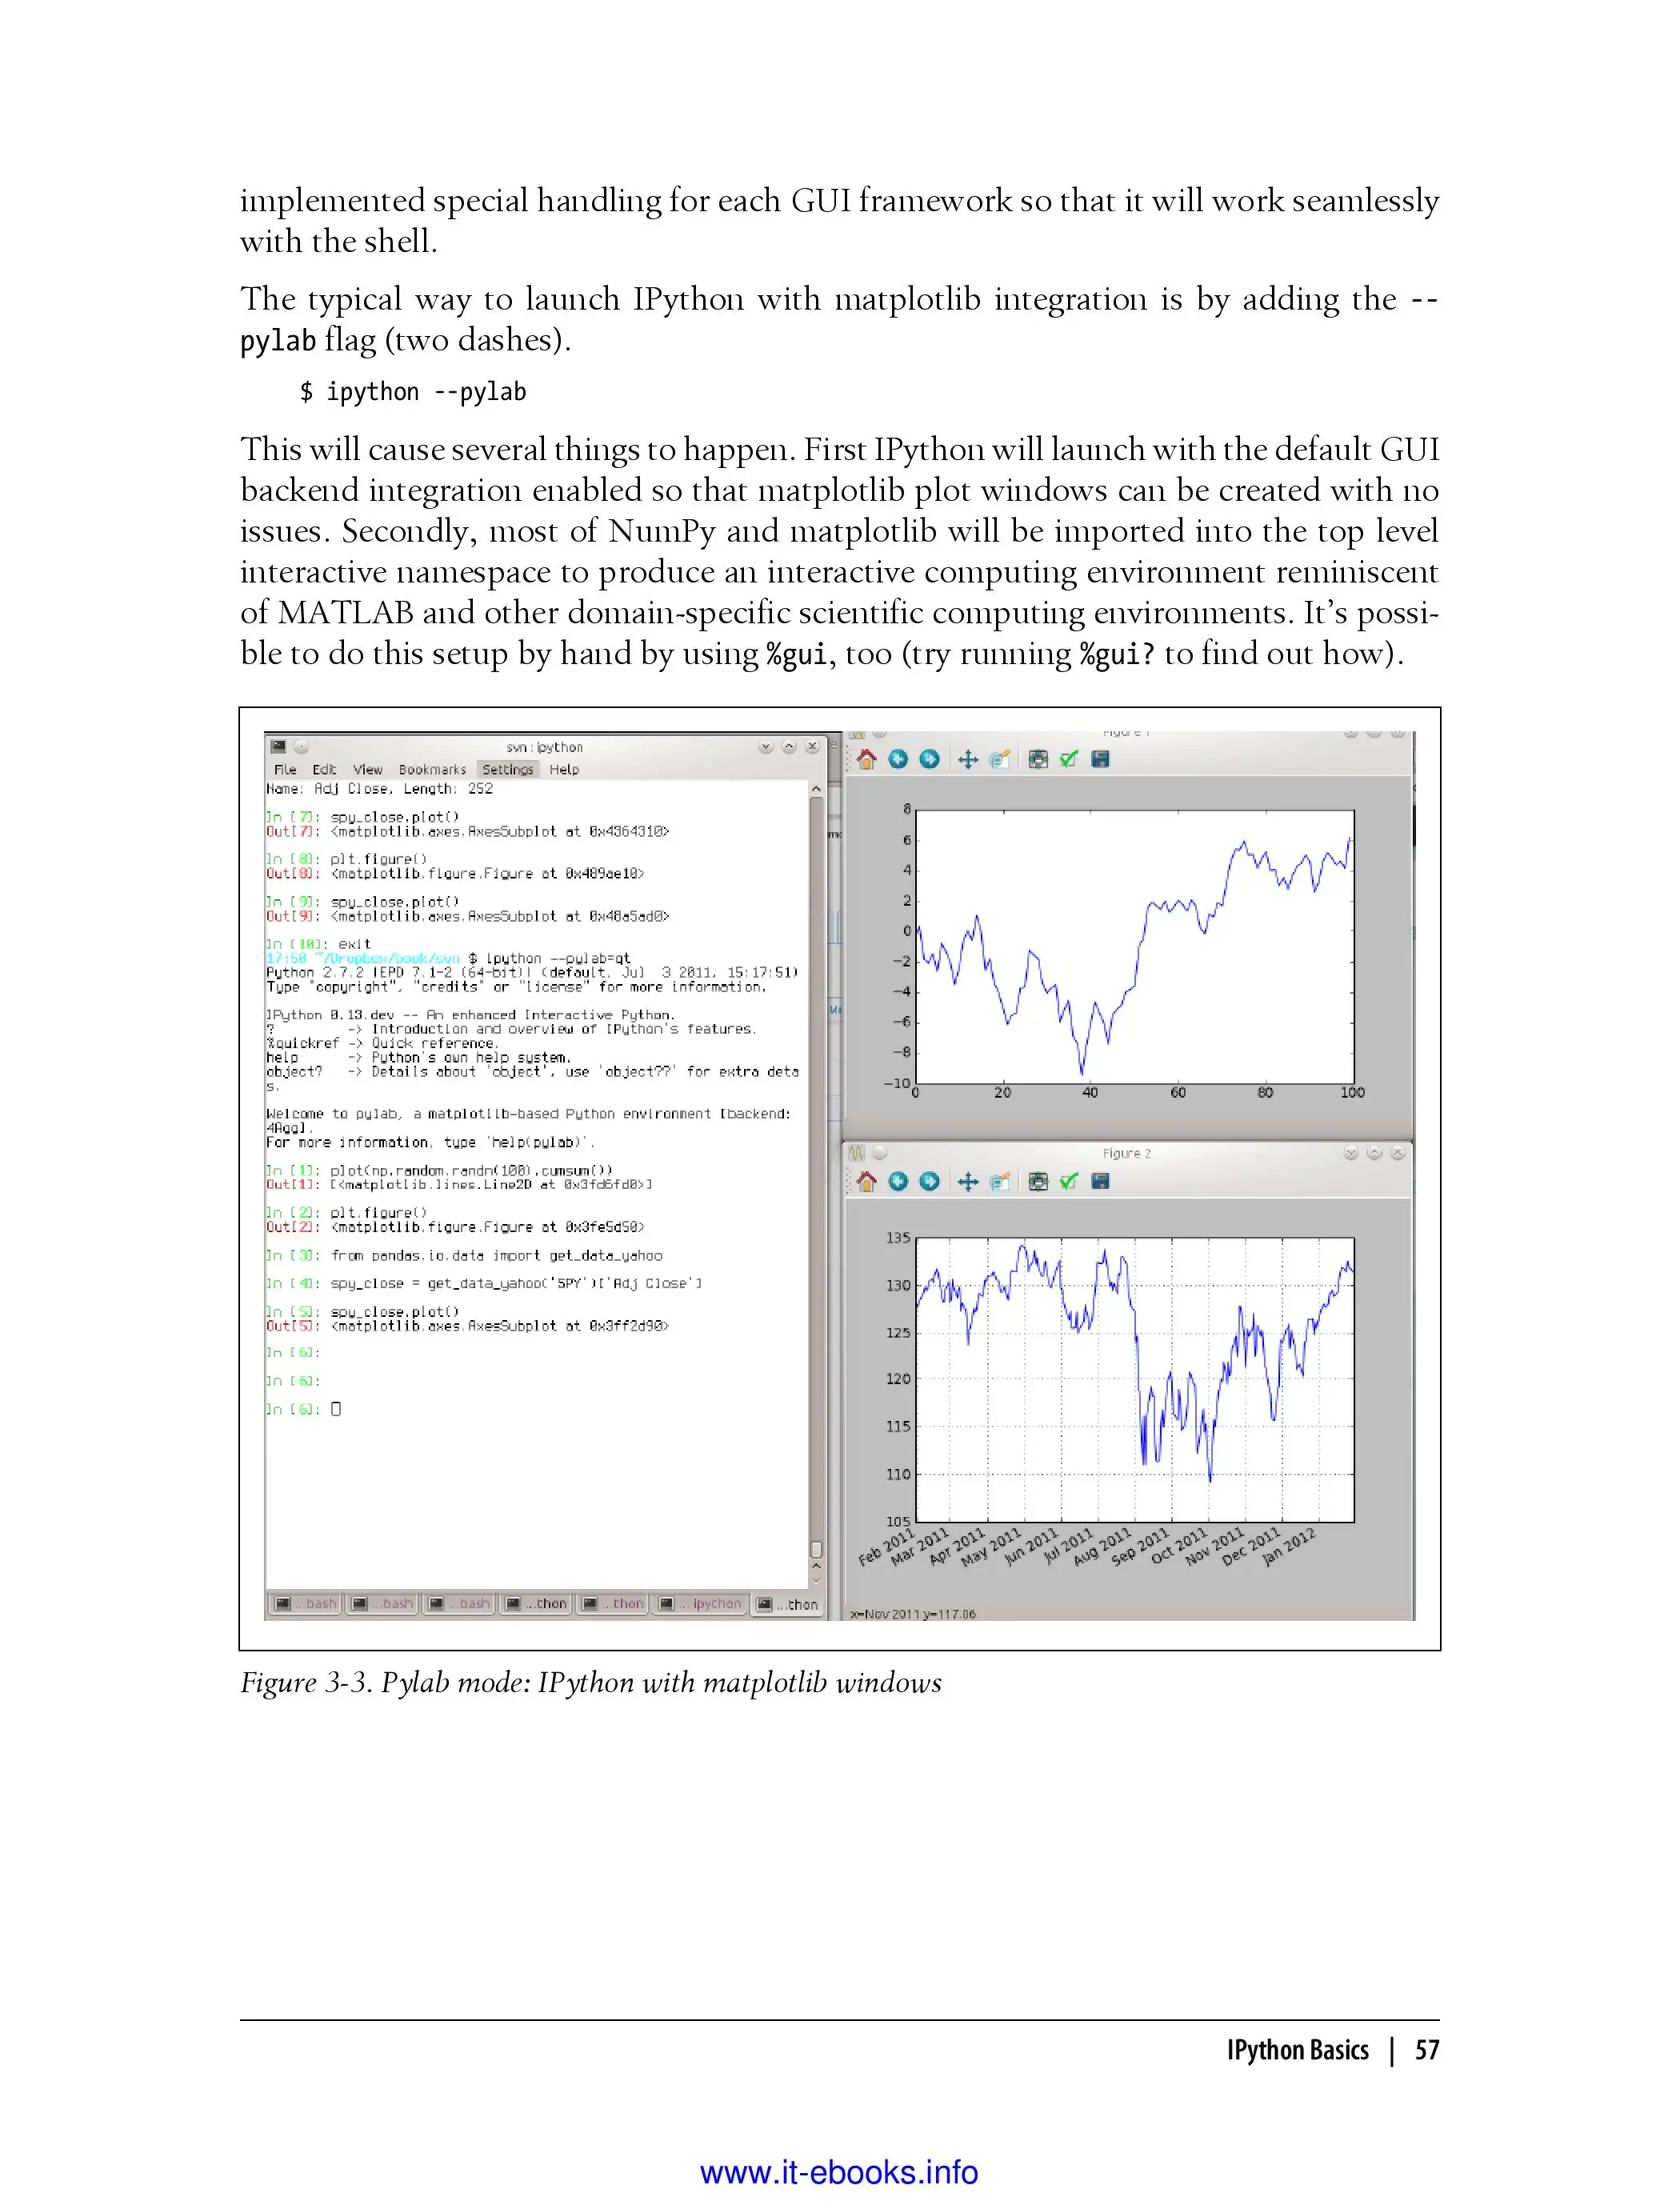 implemented special handling for each GUI framework so that it will work seamlessly
with the shell.
The typical way to launch IPython with matplotlib integration is by adding the --
pylab flag (two dashes).
$ ipython --pylab
This will cause several things to happen. First IPython will launch with the default GUI
backend integration enabled so that matplotlib plot windows can be created with no
issues. Secondly, most of NumPy and matplotlib will be imported into the top level
interactive namespace to produce an interactive computing environment reminiscent
of MATLAB and other domain-specific scientific computing environments. It's possi-
ble to do this setup by hand by using %gui, too (try running %gui? to find out how).
svn : ipython
File Edit View Bookmarks Settings Help
Name: Adj Close, Length: 252
In [7]: spy_close.plot()
Out[7]: <matplotlib.axes.AxesSubplot at 0x4364310>
In [8]: plt.figure()
Out[8]: <matplotlib.figure.Figure at 0x489ae10>
In [9]: spy_close.plot()
Out[9]: <matplotlib.axes.AxesSubplot at 0x48a5ad0>
In [10]: exit
17:50 ~/Dropbox/book/svn $ ipython --pylab=qt
Python 2.7.2 |EPD 7.1-2 (64-bit)| (default, Jul 3 2011, 15:17:51)
Type "copyright", "credits" or "license" for more information.
IPython 0.13.dev -- An enhanced Interactive Python.
? -> Introduction and overview of IPython's features.
%quickref -> Quick reference.
help -> Python's own help system.
object? -> Details about 'object', use 'object??' for extra deta
s.
Welcome to pylab, a matplotlib-based Python environment [backend:
4Agg].
For more information, type 'help(pylab)'.
In [1]: plot(np.random.randn(100).cumsum())
Out[1]: [<matplotlib.lines.Line2D at 0x3fd6fd0>]
In [2]: plt.figure()
Out[2]: <matplotlib.figure.Figure at 0x3fe5d50>
In [3]: from pandas.io.data import get_data_yahoo
In [4]: spy_close = get_data_yahoo('SPY')['Adj Close']
In [5]: spy_close.plot()
Out[5]: <matplotlib.axes.AxesSubplot at 0x3ff2d90>
In [6]:
In [6]:
In [6]:
...bash ...bash ...bash ...thon ...thon ...ipython ...thon
Figure 1
8
6
4
2
0
−2
−4
−6
−8
−10
0 20 40 60 80 100
Figure 2
135
130
125
120
115
110
105
Feb 2011 Mar 2011 Apr 2011 May 2011 Jun 2011 Jul 2011 Aug 2011 Sep 2011 Oct 2011 Nov 2011 Dec 2011 Jan 2012
x=Nov 2011 y=117.06
Figure 3-3. Pylab mode: IPython with matplotlib windows
IPython Basics | 57
www.it-ebooks.info